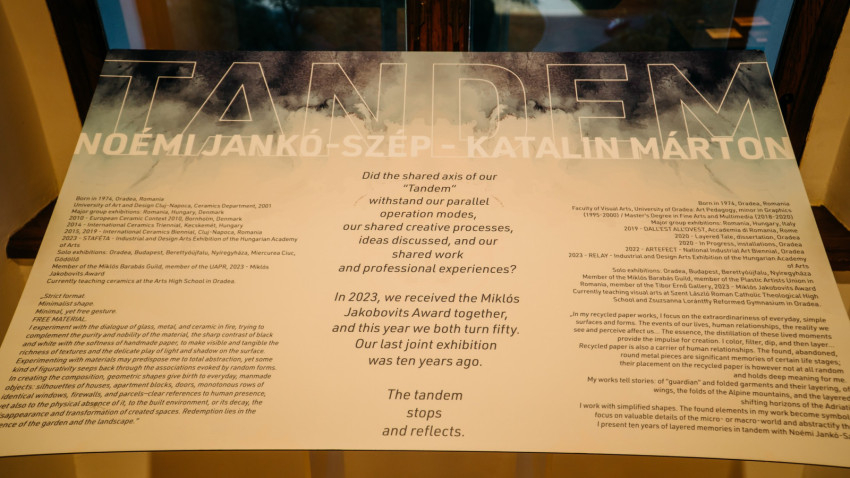 TANDEM
NOÉMI JANKÓ-SZÉP - KATALIN MÁRTON
Born in 1974, Oradea, Romania
University of Art and Design Cluj-Napoca, Ceramics Department, 2001
Major group exhibitions: Romania, Hungary, Denmark
2010 - European Ceramic Contest 2010, Bornholm, Denmark
2014 - International Ceramics Triennial, Kecskemét, Hungary
2015, 2019 - International Ceramics Biennial, Cluj-Napoca, Romania
2023 - STAFÉTA - Industrial and Design Arts Exhibition of the Hungarian Academy
of Arts
Solo exhibitions: Oradea, Budapest, Berettyóújfalu, Nyíregyháza, Miercurea Ciuc,
Gödöllő
Member of the Miklós Barabás Guild, member of the UAPR, 2023 - Miklós
Jakobovits Award
Currently teaching ceramics at the Arts High School in Oradea.
„Strict format
Minimalist shape.
Minimal, yet free gesture.
FREE MATERIAL.
I experiment with the dialogue of glass, metal, and ceramic in fire, trying to
complement the purity and nobility of the material, the sharp contrast of black
and white with the softness of handmade paper, to make visible and tangible the
richness of textures and the delicate play of light and shadow on the surface.
Experimenting with materials may predispose me to total abstraction, yet some
kind of figurativity seeps back through the associations evoked by random forms.
In creating the composition, geometric shapes give birth to everyday, manmade
objects: silhouettes of houses, apartment blocks, doors, monotonous rows of
identical windows, firewalls, and parcels—clear references to human presence,
yet also to the physical absence of it, to the built environment, or its decay, the
disappearance and transformation of created spaces. Redemption lies in the
ence of the garden and the landscape."
Did the shared axis of our
"Tandem"
withstand our parallel
operation modes,
our shared creative processes,
ideas discussed, and our
shared work
and professional experiences?
In 2023, we received the Miklós
Jakobovits Award together,
and this year we both turn fifty.
Our last joint exhibition
was ten years ago.
The tandem
stops
and reflects.
Born in 1974, Oradea, Romania
Faculty of Visual Arts, University of Oradea: Art Pedagogy, minor in Graphics
(1995-2000) / Master's Degree in Fine Arts and Multimedia (2018-2020)
Major group exhibitions: Romania, Hungary, Italy
2019 - DALL'EST ALL'OVEST, Accademia di Romania, Rome
2020 - Layered Tale, dissertation, Oradea
2020 - In Progress, installations, Oradea
2022 - ARTEFECT - National Industrial Art Biennial, Oradea
2023 - RELAY - Industrial and Design Arts Exhibition of the Hungarian Academy
of Arts
Solo exhibitions: Oradea, Budapest, Berettyóújfalu, Nyíregyháza
Member of the Miklós Barabás Guild, member of the Plastic Artists Union in
Romania, member of the Tibor Ernő Gallery, 2023 - Miklós Jakobovits Award
Currently teaching visual arts at Szent László Roman Catholic Theological High
School and Zsuzsanna Lorántffy Reformed Gymnasium in Oradea.
„In my recycled paper works, I focus on the extraordinariness of everyday, simple
surfaces and forms. The events of our lives, human relationships, the reality we
see and perceive affect us... The essence, the distillation of these lived moments
provide the impulse for creation. I color, filter, dip, and then layer...
Recycled paper is also a carrier of human relationships. The found, abandoned,
round metal pieces are significant memories of certain life stages;
their placement on the recycled paper is however not at all random
and holds deep meaning for me.
My works tell stories: of "guardian" and folded garments and their layering, of
wings, the folds of the Alpine mountains, and the layered
shifting horizons of the Adriati
I work with simplified shapes. The found elements in my work become symbol
focus on valuable details of the micro- or macro-world and abstractify th
I present ten years of layered memories in tandem with Noémi Jankó-Sz